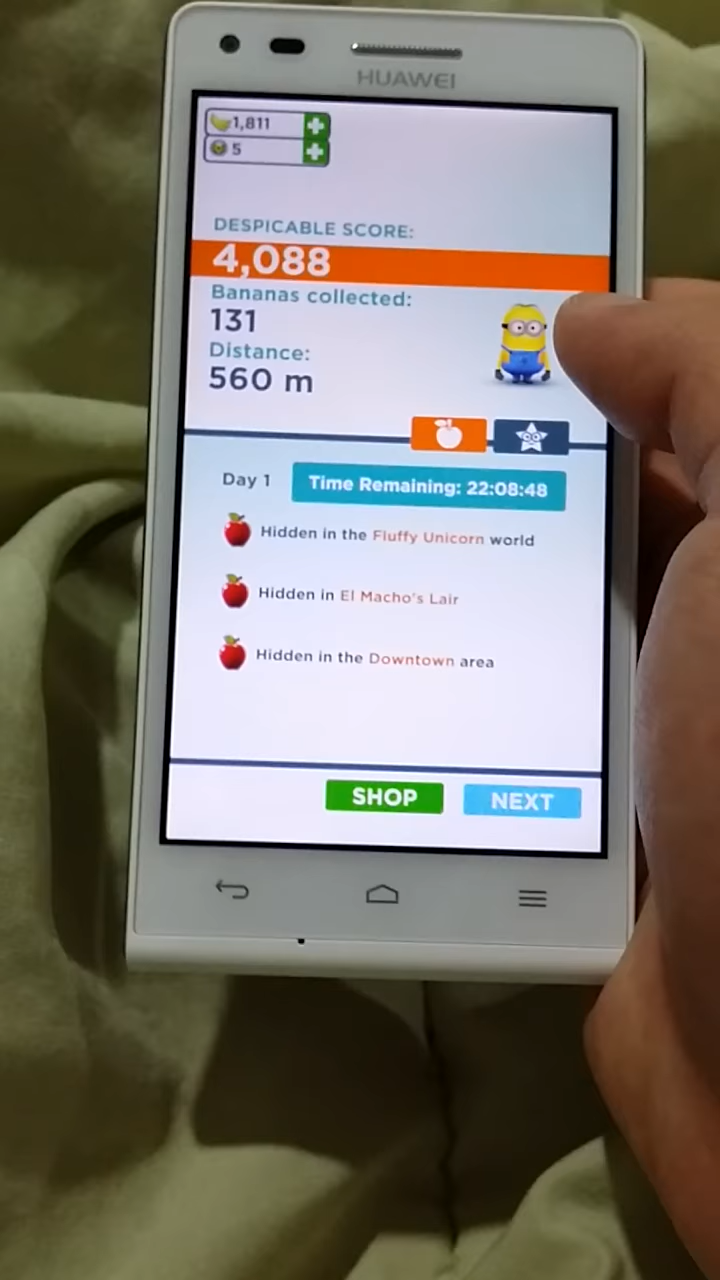 HUAWEI
1,811
5
DESPICABLE SCORE:
4,088
Bananas collected:
131
Distance:
560 m
Day 1
Time Remaining: 22:08:48
Hidden in the Fluffy Unicorn world
Hidden in El Macho's Lair
Hidden in the Downtown area
SHOP
NEXT